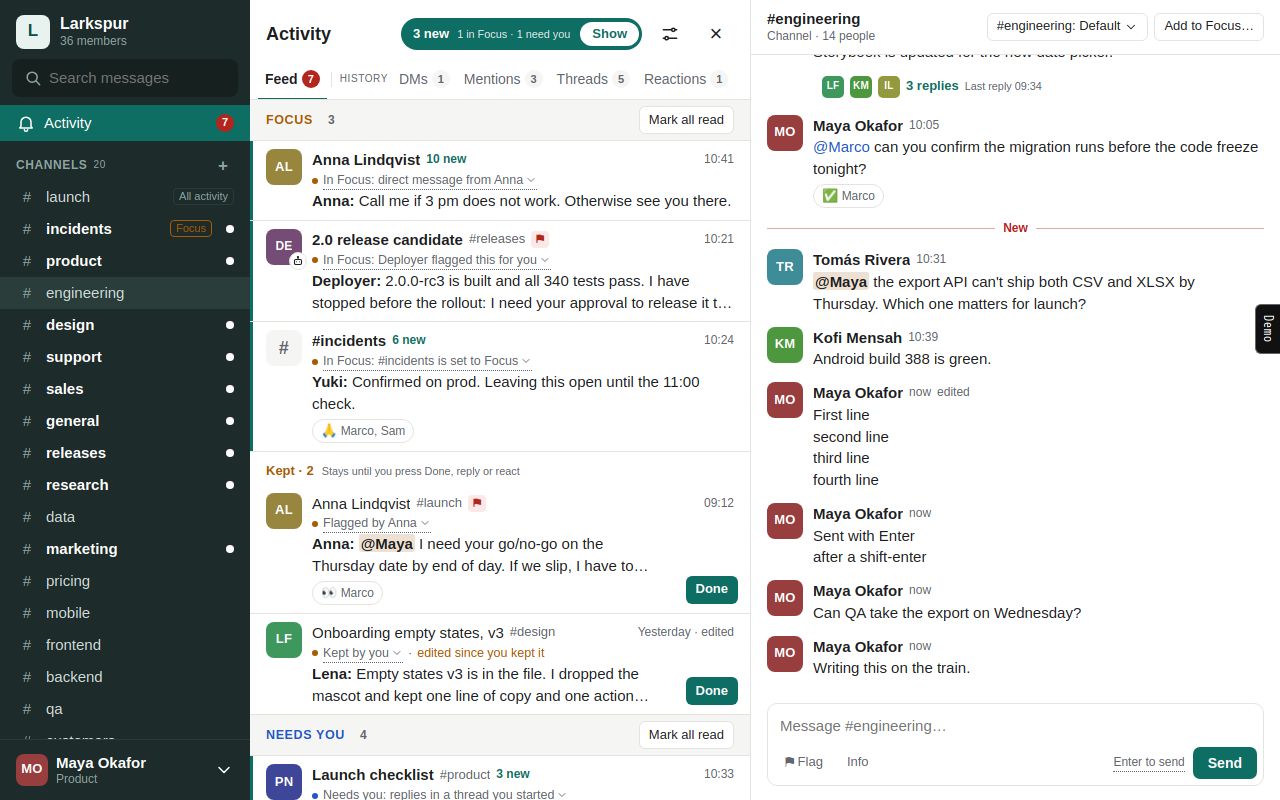 L
Larkspur
36 members
Search messages
Activity
7
CHANNELS 20
+
# launch All activity
# incidents Focus
# product
# engineering
# design
# support
# sales
# general
# releases
# research
# data
# marketing
# pricing
# mobile
# frontend
# backend
# qa
MO
Maya Okafor
Product
Activity
3 new 1 in Focus · 1 need you Show
Feed 7
HISTORY
DMs 1
Mentions 3
Threads 5
Reactions 1
FOCUS 3
Mark all read
AL
Anna Lindqvist 10 new 10:41
In Focus: direct message from Anna
Anna: Call me if 3 pm does not work. Otherwise see you there.
DE
2.0 release candidate #releases 10:21
In Focus: Deployer flagged this for you
Deployer: 2.0.0-rc3 is built and all 340 tests pass. I have
stopped before the rollout: I need your approval to release it t…
#
#incidents 6 new 10:24
In Focus: #incidents is set to Focus
Yuki: Confirmed on prod. Leaving this open until the 11:00
check.
🙏 Marco, Sam
Kept · 2 Stays until you press Done, reply or react
AL
Anna Lindqvist #launch 09:12
Flagged by Anna
Anna: @Maya I need your go/no-go on the
Thursday date by end of day. If we slip, I have to…
👀 Marco
Done
LF
Onboarding empty states, v3 #design Yesterday · edited
Kept by you · edited since you kept it
Lena: Empty states v3 is in the file. I dropped the
mascot and kept one line of copy and one action…
Done
NEEDS YOU 4
Mark all read
PN
Launch checklist #product 3 new 10:33
Needs you: replies in a thread you started
#engineering
Channel · 14 people
#engineering: Default
Add to Focus…
Storybook is updated for the new date picker.
LF KM IL 3 replies Last reply 09:34
MO
Maya Okafor 10:05
@Marco can you confirm the migration runs before the code freeze
tonight?
✅ Marco
New
TR
Tomás Rivera 10:31
@Maya the export API can't ship both CSV and XLSX by
Thursday. Which one matters for launch?
KM
Kofi Mensah 10:39
Android build 388 is green.
MO
Maya Okafor now edited
First line
second line
third line
fourth line
MO
Maya Okafor now
Sent with Enter
after a shift-enter
MO
Maya Okafor now
Can QA take the export on Wednesday?
MO
Maya Okafor now
Writing this on the train.
Message #engineering…
Flag
Info
Enter to send
Send
Demo